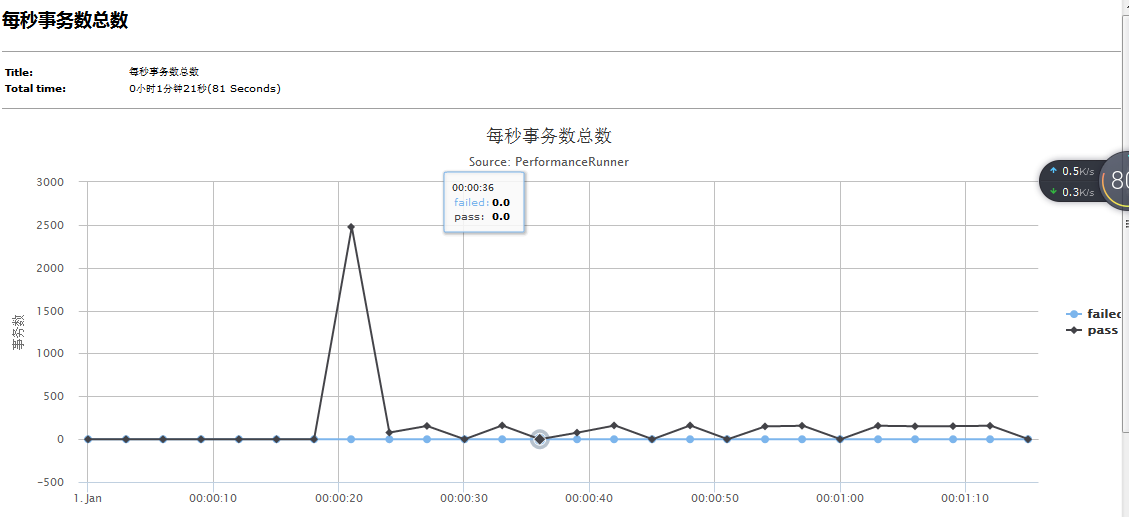 每秒事务数总数
Title: 每秒事务数总数
Total time: 0小时1分钟21秒(81 Seconds)
每秒事务数总数
Source: PerformanceRunner
00:00:36
failed: 0.0
pass: 0.0
0.5K/s
0.3K/s
80
3000
2500
2000
1500
1000
500
0
-500
事务数
failed
pass
1. Jan 00:00:10 00:00:20 00:00:30 00:00:40 00:00:50 00:01:00 00:01:10